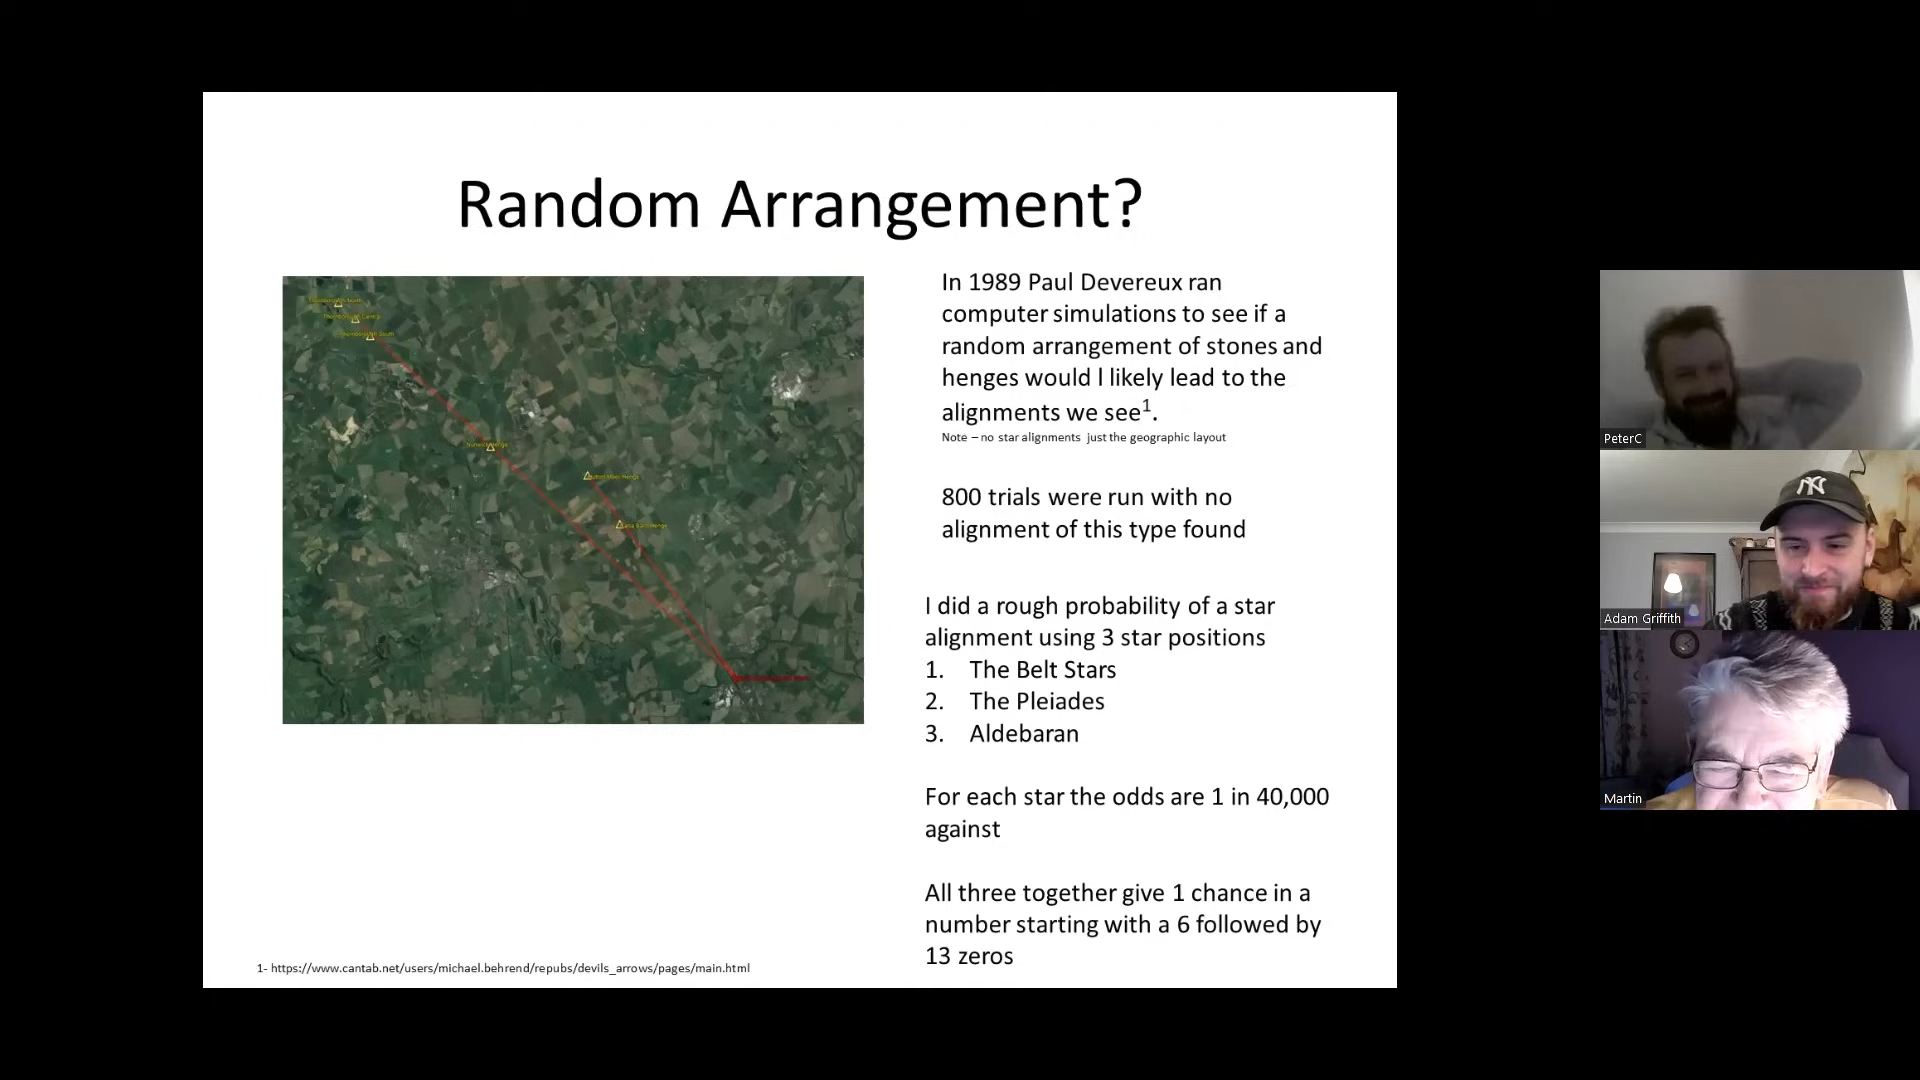 Random Arrangement?
In 1989 Paul Devereux ran
computer simulations to see if a
random arrangement of stones and
henges would l likely lead to the
alignments we see1.
Note – no star alignments just the geographic layout
800 trials were run with no
alignment of this type found
I did a rough probability of a star
alignment using 3 star positions
1. The Belt Stars
2. The Pleiades
3. Aldebaran
For each star the odds are 1 in 40,000
against
All three together give 1 chance in a
number starting with a 6 followed by
13 zeros
1- https://www.cantab.net/users/michael.behrend/repubs/devils_arrows/pages/main.html
PeterC
NY
Adam Griffith
Martin